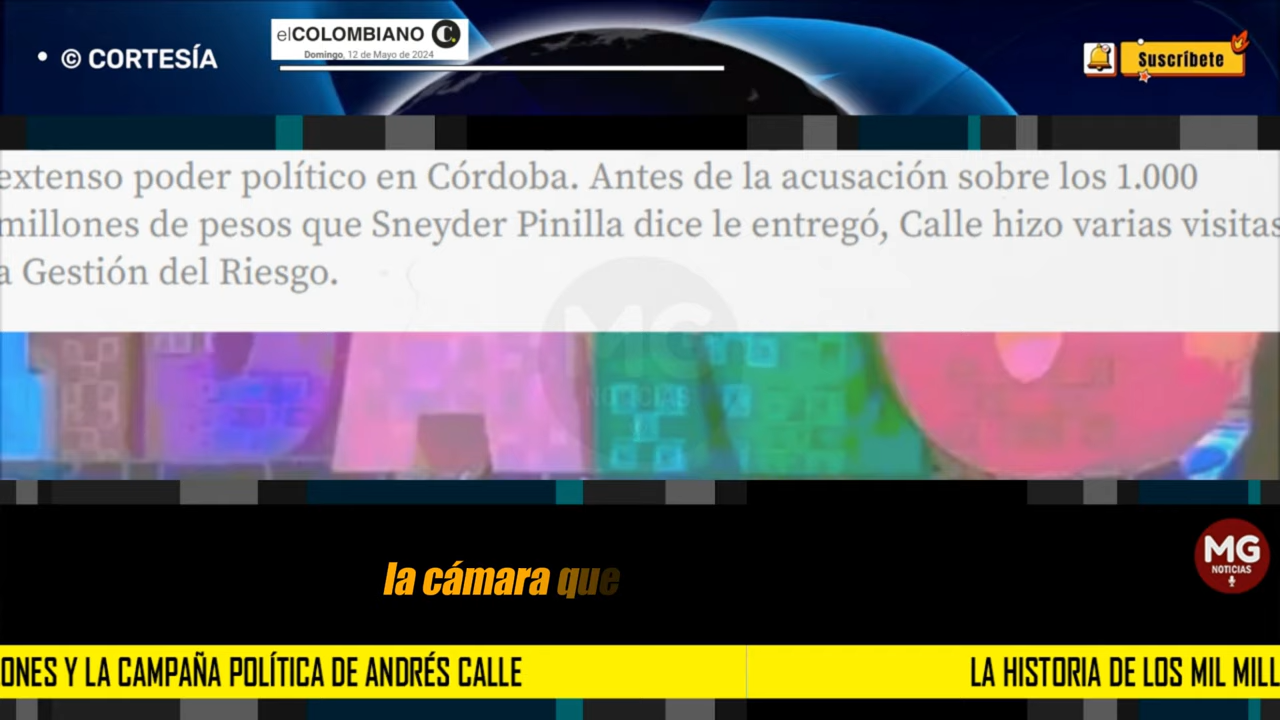 • © CORTESÍA
elCOLOMBIANO C
Domingo, 12 de Mayo de 2024
Suscríbete
extenso poder político en Córdoba. Antes de la acusación sobre los 1.000
millones de pesos que Sneyder Pinilla dice le entregó, Calle hizo varias visitas
a Gestión del Riesgo.
MG
NOTICIAS
la cámara que
MG
NOTICIAS
ONES Y LA CAMPAÑA POLÍTICA DE ANDRÉS CALLE
LA HISTORIA DE LOS MIL MILL